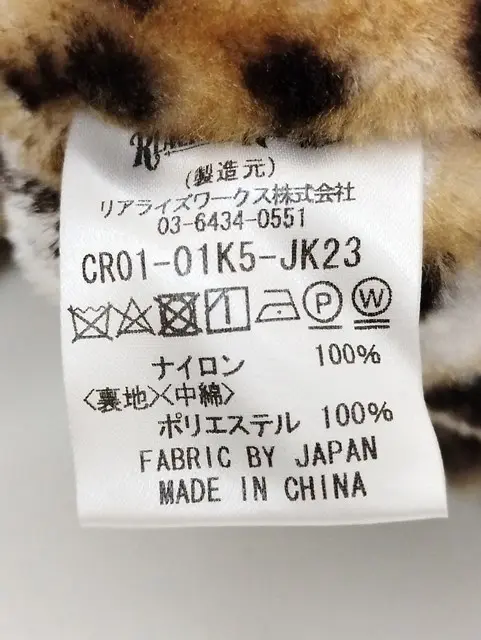 (製造元)
リアライズワークス株式会社
03-6434-0551
CR01-01K5-JK23
P W
ナイロン 100%
〈裏地〉〈中綿〉
ポリエステル 100%
FABRIC BY JAPAN
MADE IN CHINA